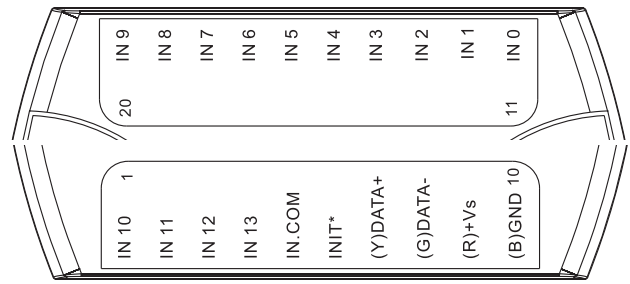 IN 9
IN 8
IN 7
IN 6
IN 5
IN 4
IN 3
IN 2
IN 1
IN 0
20
11
1
IN 10
IN 11
IN 12
IN 13
IN.COM
INIT*
(Y)DATA+
(G)DATA-
(R)+Vs
(B)GND 10